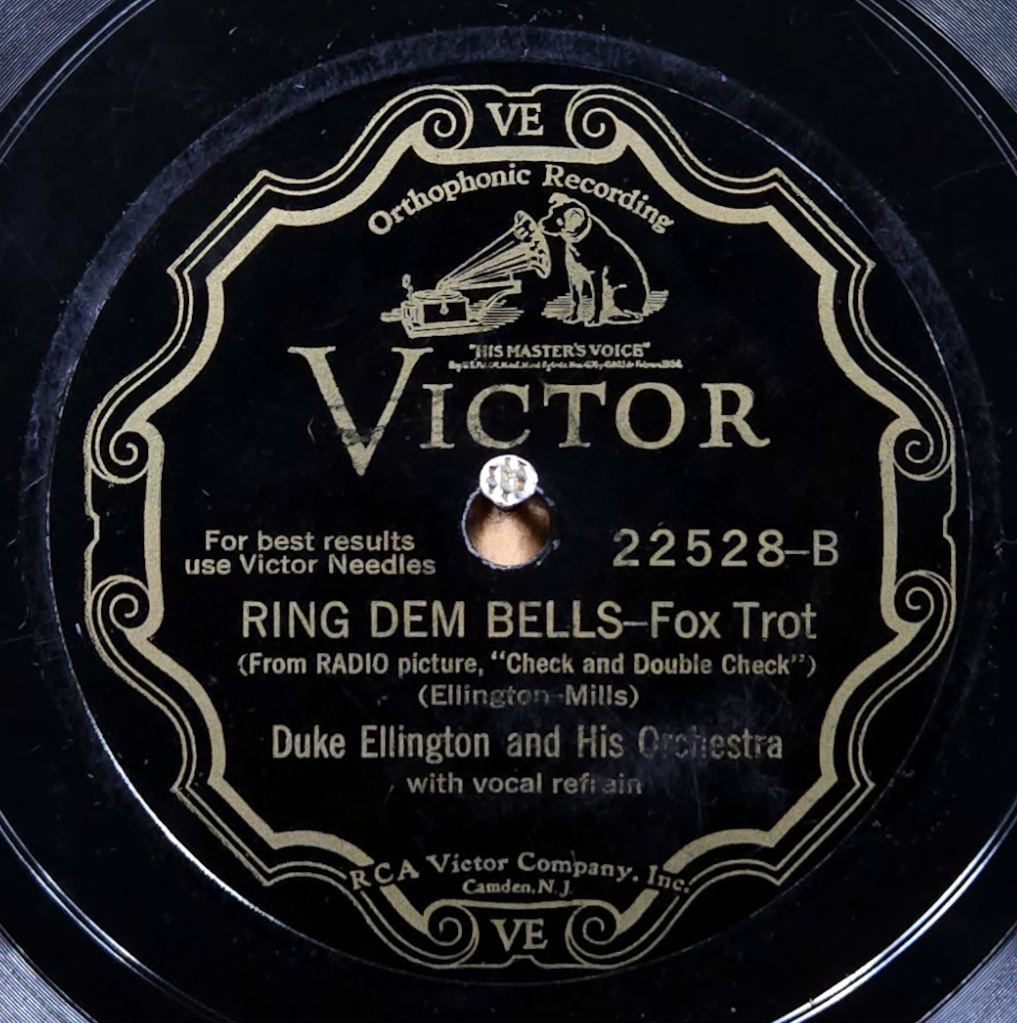 VE
Orthophonic Recording
"HIS MASTER'S VOICE"
VICTOR
For best results
use Victor Needles
22528-B
RING DEM BELLS-Fox Trot
(From RADIO picture, "Check and Double Check")
(Ellington-Mills)
Duke Ellington and His Orchestra
with vocal refrain
RCA Victor Company, Inc.
Camden, N. J.
VE